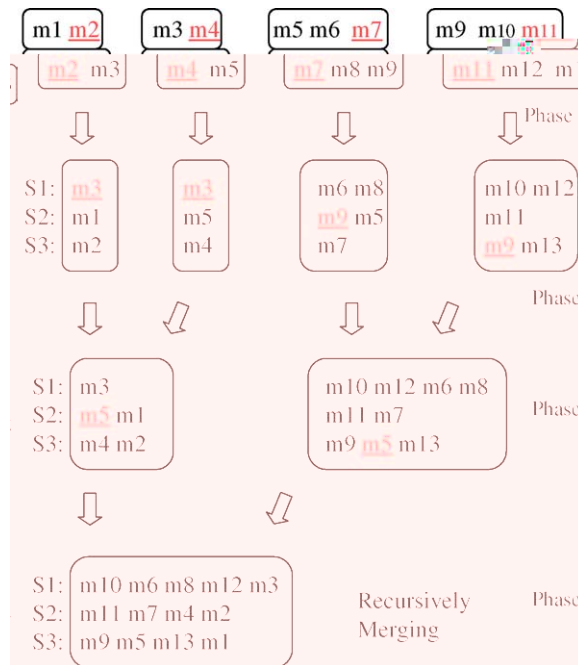 m1 m2 m3 m4 m5 m6 m7 m9 m10 m11
m2 m3 m4 m5 m7 m8 m9 m11 m12 m
Phase
S1: m3 m3 m6 m8 m10 m12
S2: m1 m5 m9 m5 m11
S3: m2 m4 m7 m9 m13
Phase
S1: m3 m10 m12 m6 m8
S2: m5 m1 m11 m7 Phase
S3: m4 m2 m9 m5 m13
S1: m10 m6 m8 m12 m3
S2: m11 m7 m4 m2 Recursively Phase
S3: m9 m5 m13 m1 Merging